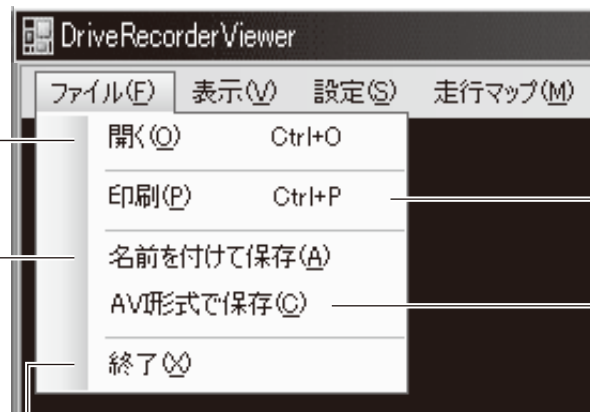 DriveRecorderViewer
ファイル(F) 表示(V) 設定(S) 走行マップ(M)
開く(O) Ctrl+O
印刷(P) Ctrl+P
名前を付けて保存(A)
AVI形式で保存(C)
終了(X)